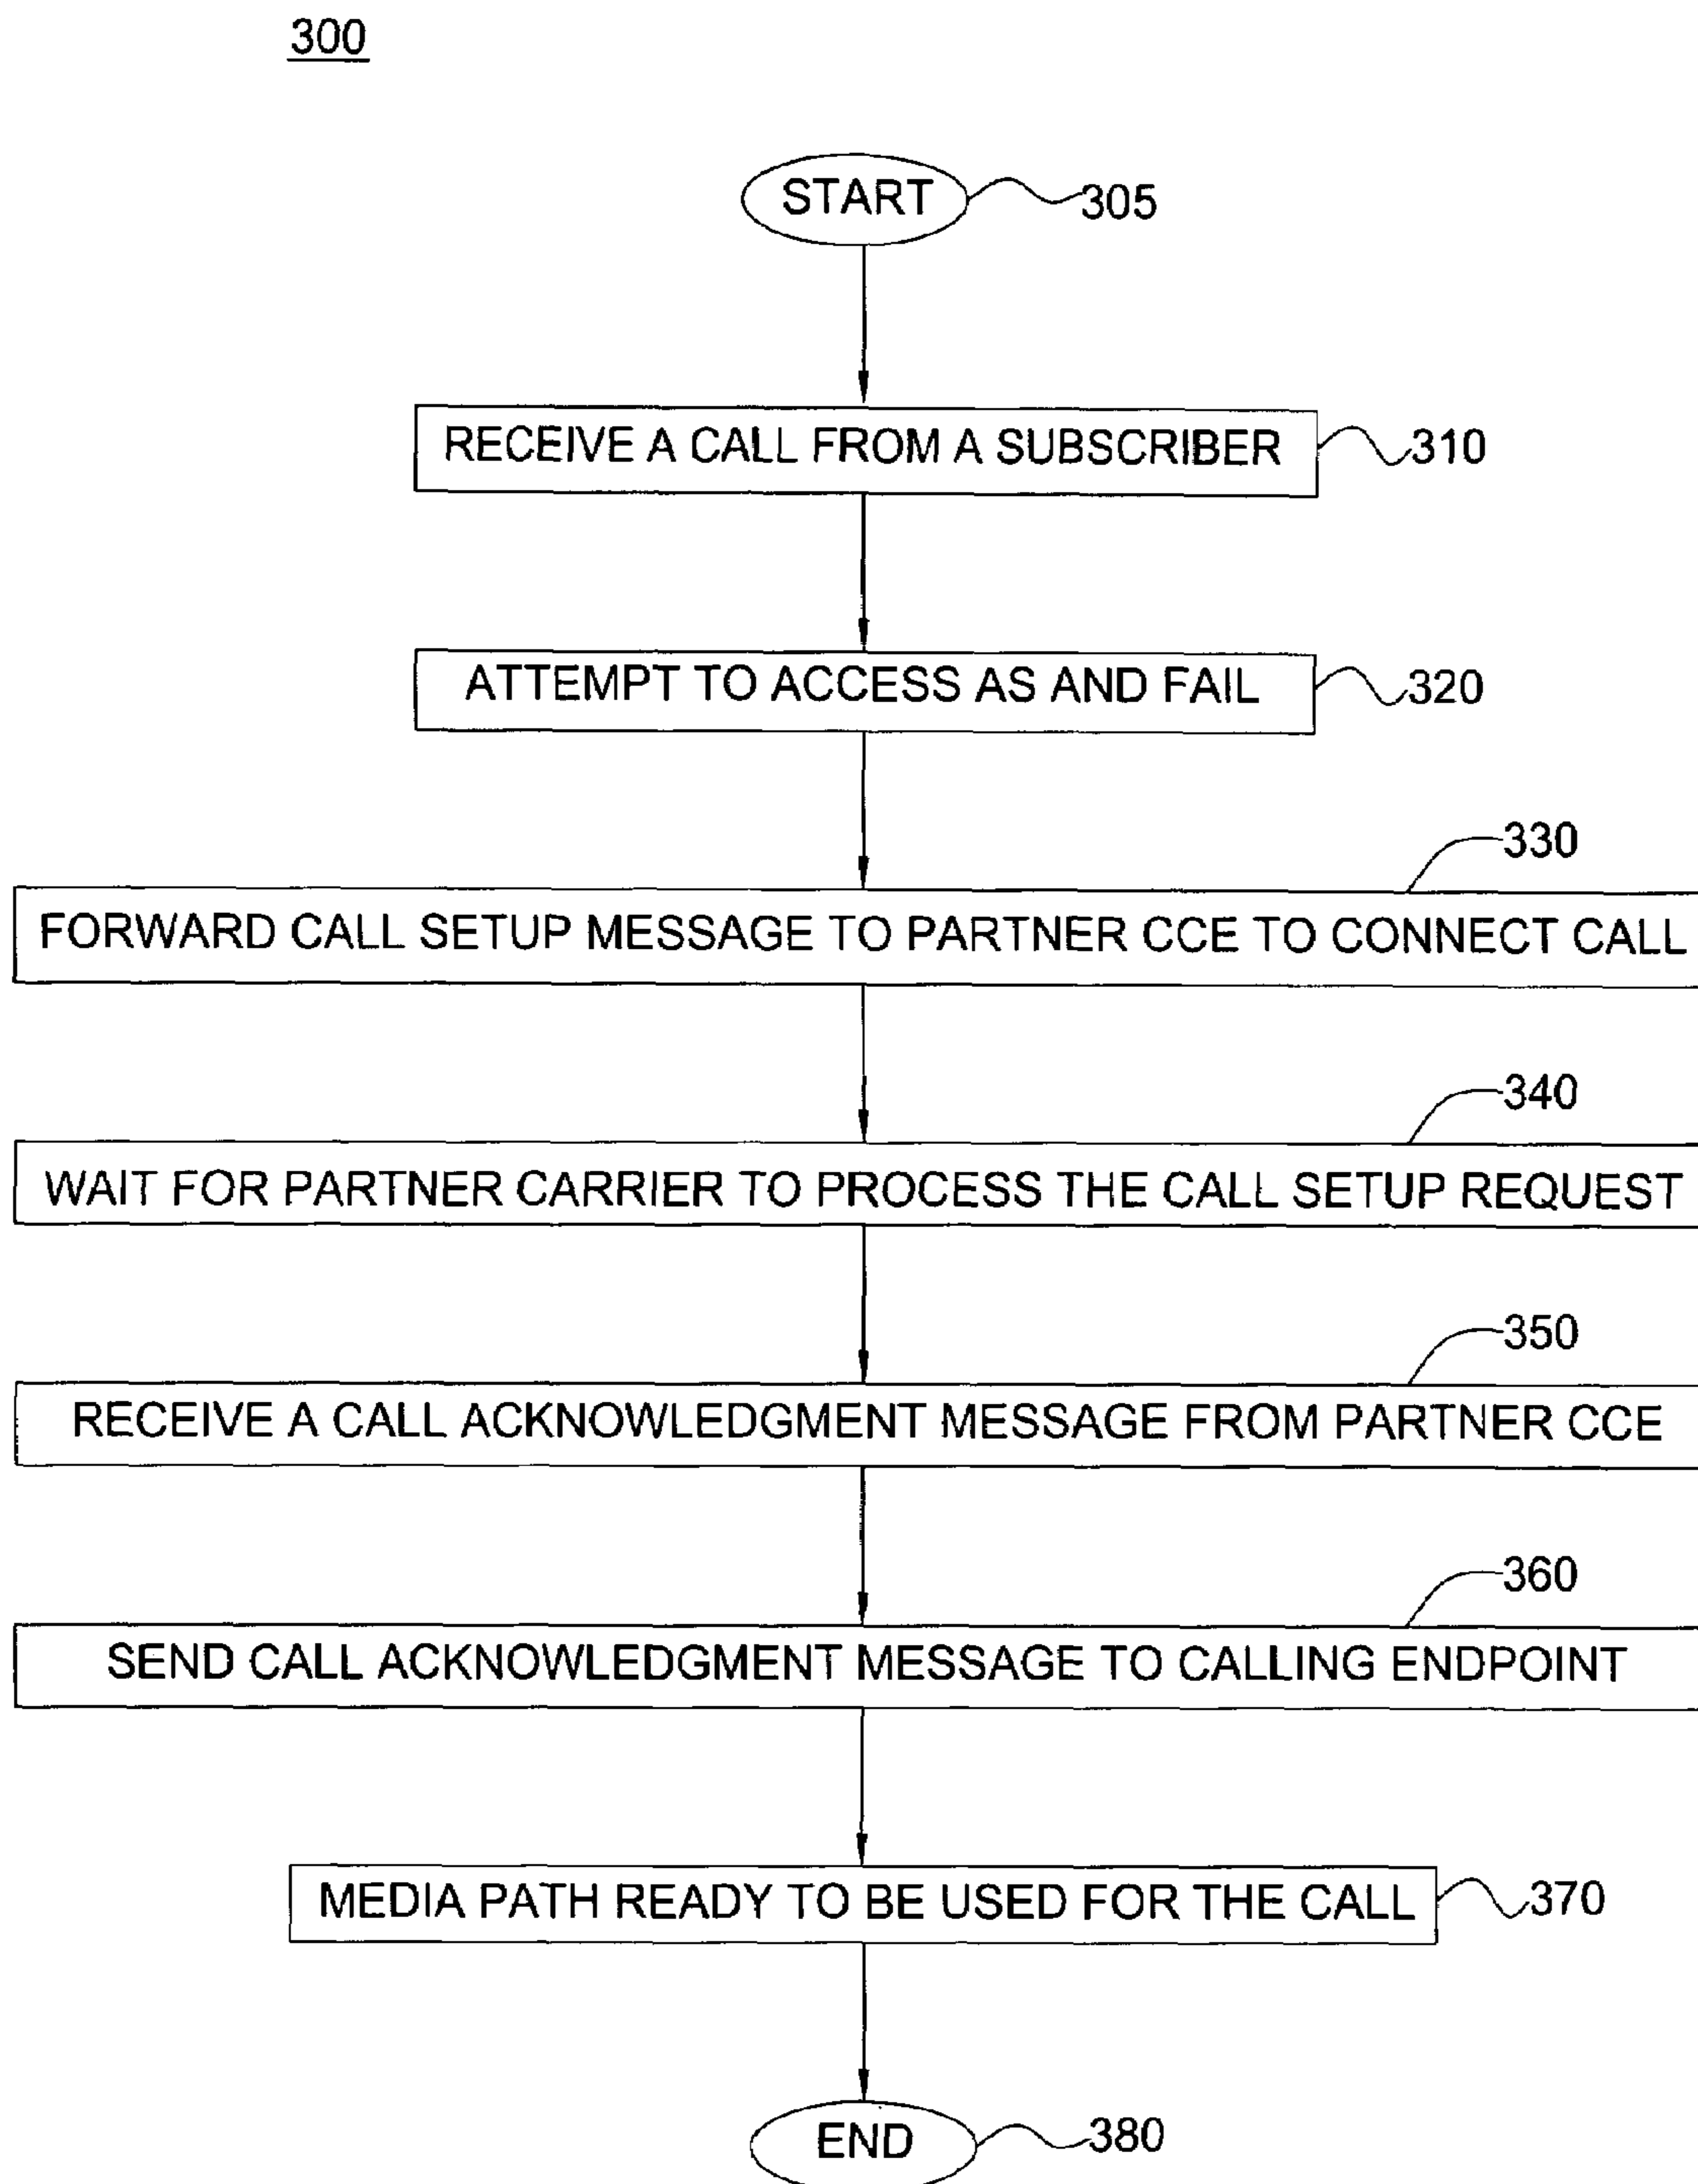 300
START
305
RECEIVE A CALL FROM A SUBSCRIBER
310
ATTEMPT TO ACCESS AS AND FAIL
320
330
FORWARD CALL SETUP MESSAGE TO PARTNER CCE TO CONNECT CALL
340
WAIT FOR PARTNER CARRIER TO PROCESS THE CALL SETUP REQUEST
350
RECEIVE A CALL ACKNOWLEDGMENT MESSAGE FROM PARTNER CCE
360
SEND CALL ACKNOWLEDGMENT MESSAGE TO CALLING ENDPOINT
MEDIA PATH READY TO BE USED FOR THE CALL
370
END
380